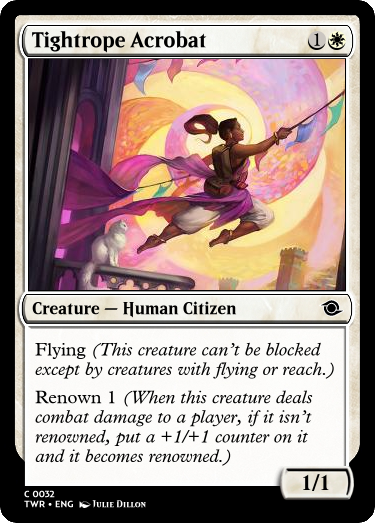 Tightrope Acrobat 1
Creature — Human Citizen
Flying (This creature can't be blocked
except by creatures with flying or reach.)
Renown 1 (When this creature deals
combat damage to a player, if it isn't
renowned, put a +1/+1 counter on it
and it becomes renowned.)
1/1
C 0032
TWR • ENG Julie Dillon